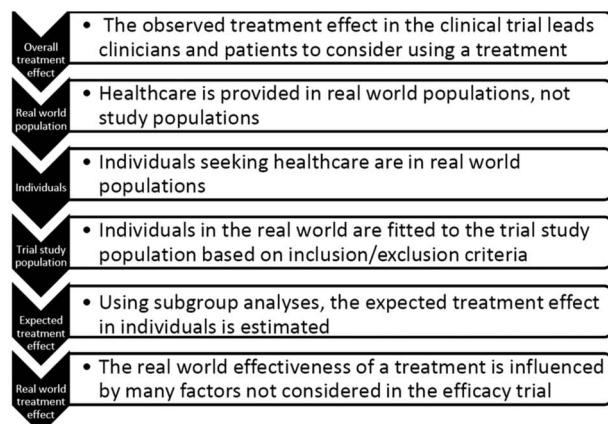 Overall
treatment
effect
• The observed treatment effect in the clinical trial leads
clinicians and patients to consider using a treatment
Real world
population
• Healthcare is provided in real world populations, not
study populations
Individuals
• Individuals seeking healthcare are in real world
populations
Trial study
population
• Individuals in the real world are fitted to the trial study
population based on inclusion/exclusion criteria
Expected
treatment
effect
• Using subgroup analyses, the expected treatment effect
in individuals is estimated
Real world
treatment
effect
• The real world effectiveness of a treatment is influenced
by many factors not considered in the efficacy trial